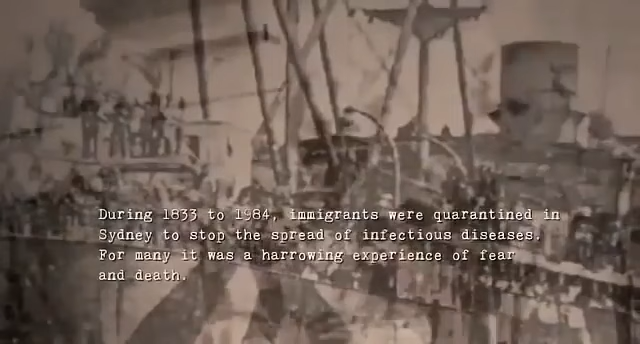 During 1833 to 1984, immigrants were quarantined in
Sydney to stop the spread of infectious diseases.
For many it was a harrowing experience of fear
and death.